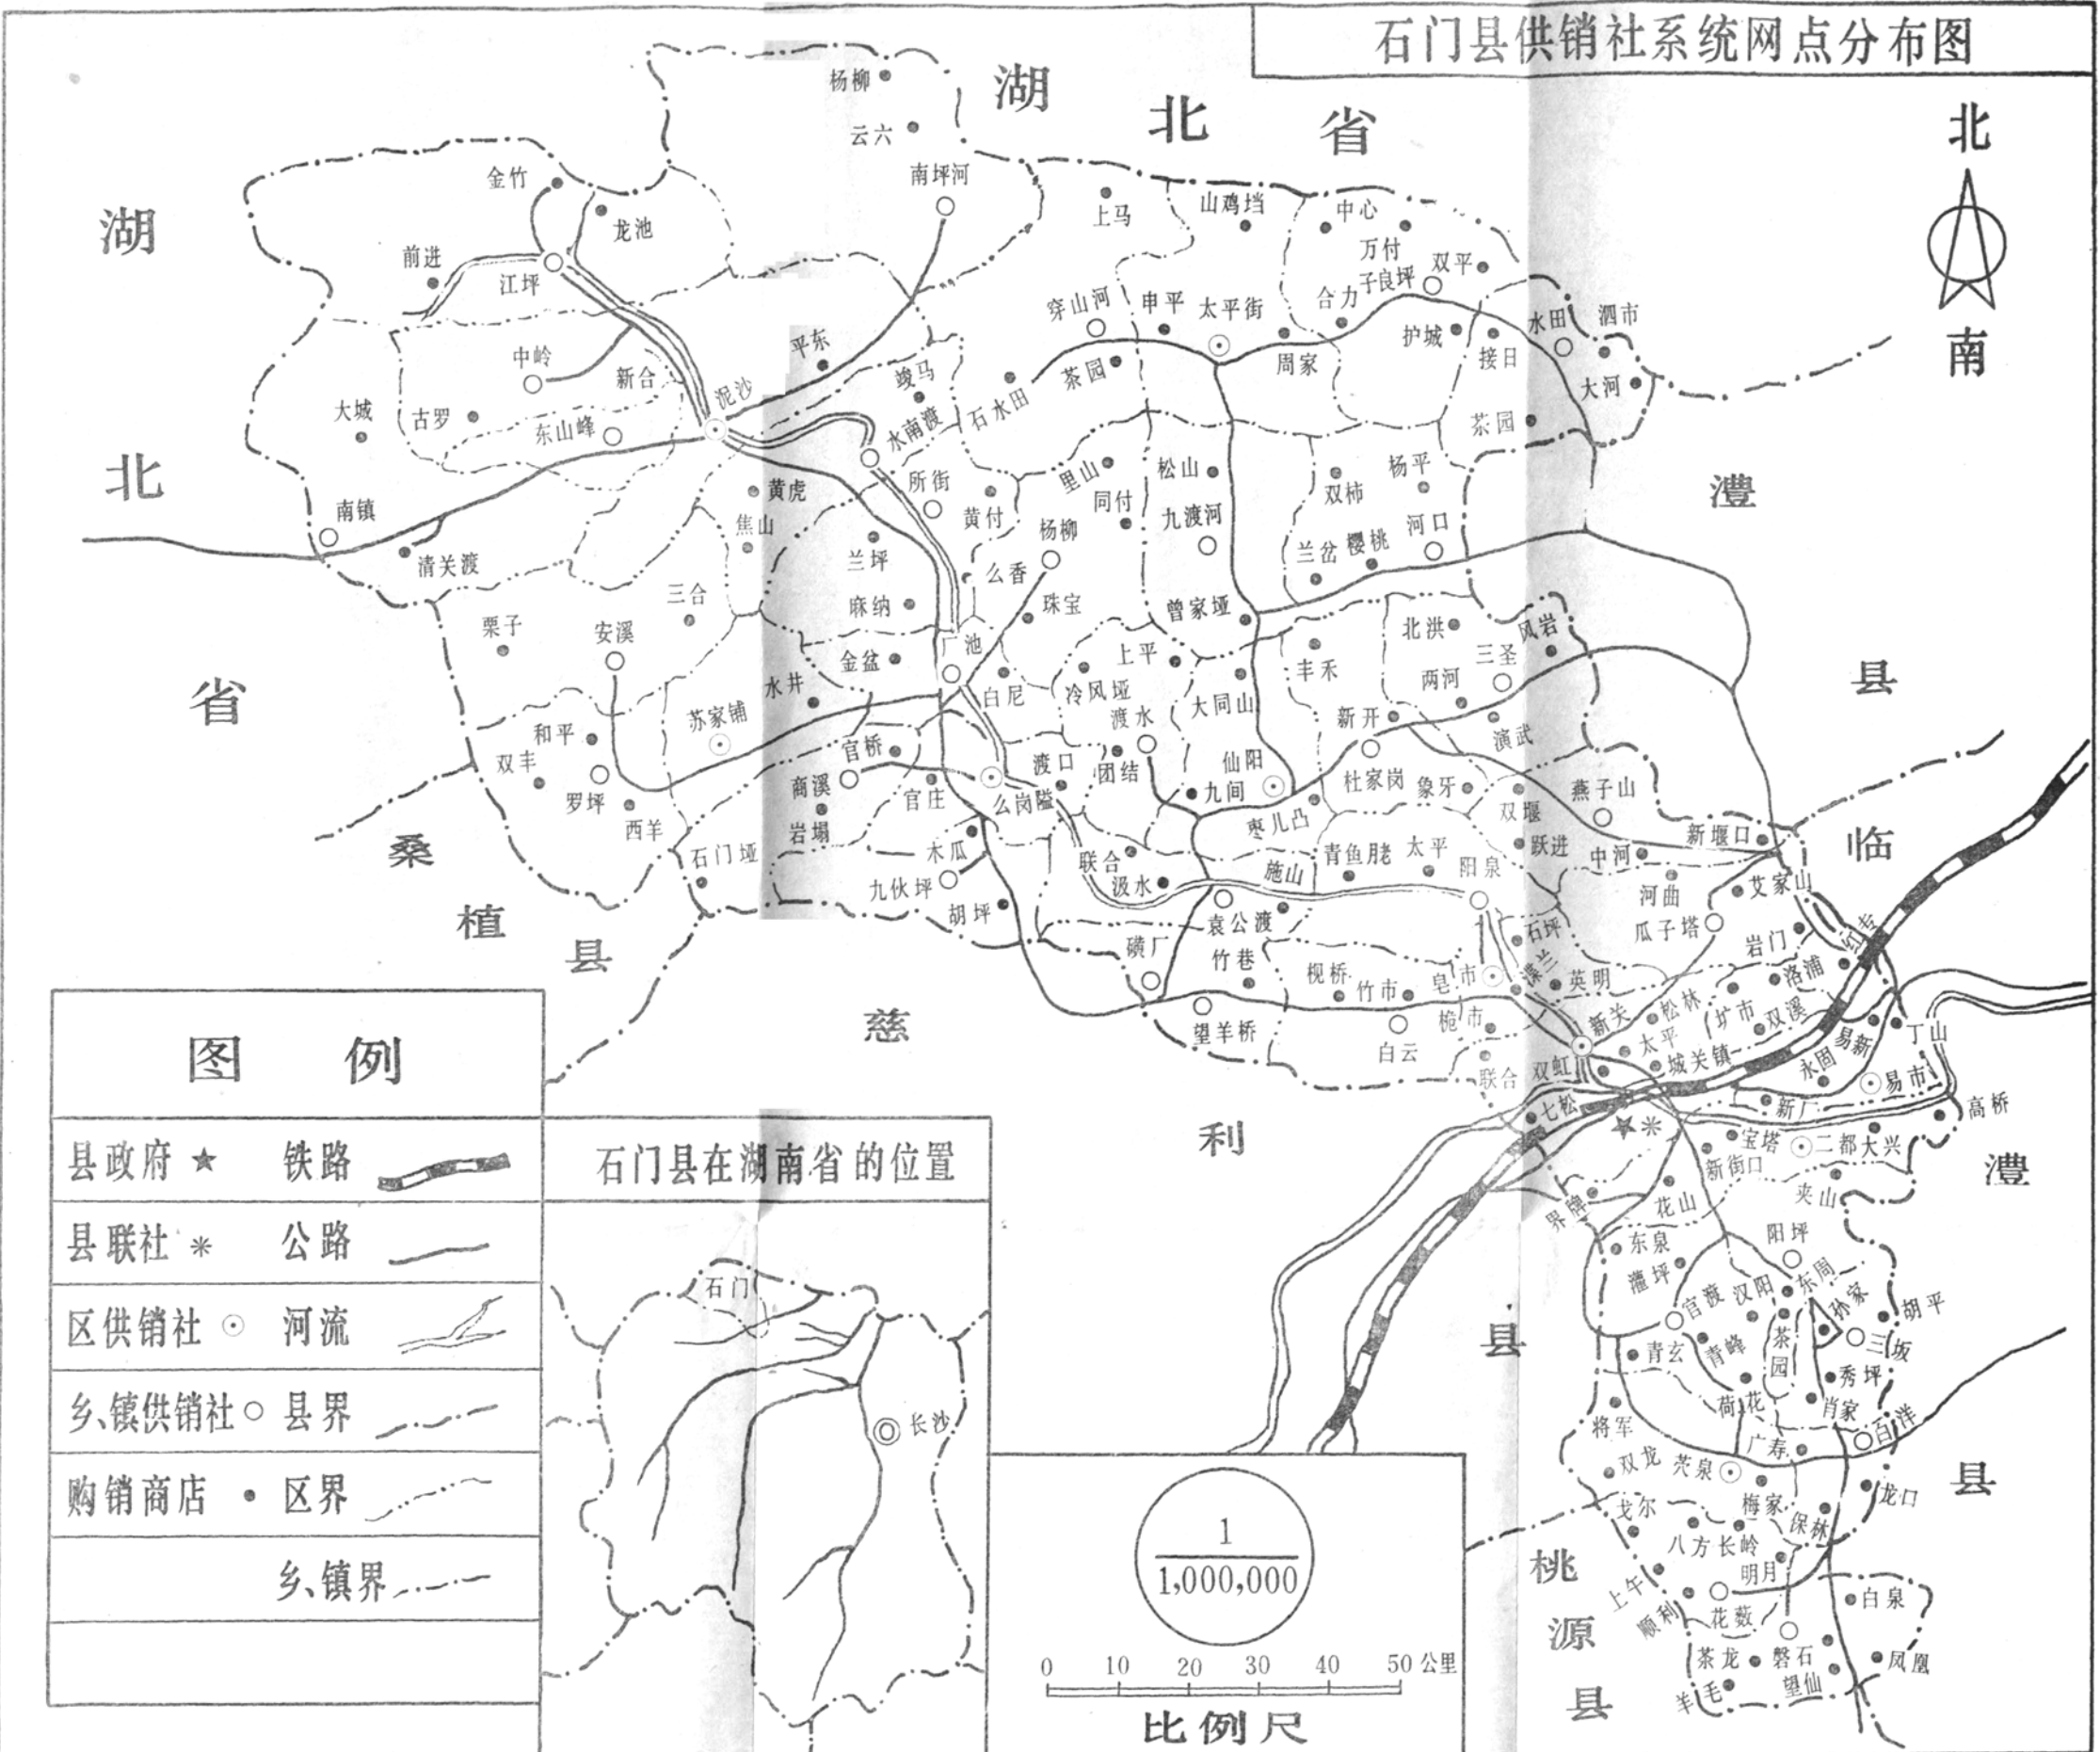 石门县供销社系统网点分布图
北
南
湖
北
省
湖
北
省
澧
县
临
澧
县
桑
植
县
慈
利
县
桃
源
县
杨柳
云六
南坪河
金竹
龙池
前进
江坪
上马
山鸡垱
中心
万付
子良坪
双平
穿山河
申平
太平街
合力
水田
泗市
中岭
新合
平东
竣马
茶园
周家
护城
接日
大河
大城
古罗
东山峰
泥沙
水南渡
石水田
茶园
南镇
清关渡
黄虎
焦山
所街
黄付
里山
同付
松山
九渡河
双柿
杨平
杨柳
兰坪
么香
兰岔
樱桃
河口
栗子
安溪
三合
麻纳
珠宝
曾家垭
北洪
风岩
金盆
厂池
上平
丰禾
三圣
水井
白尼
冷风垭
大同山
两河
和平
苏家铺
官桥
渡水
新开
演武
双丰
罗坪
商溪
官庄
么岗隘
渡口
团结
仙阳
九间
杜家岗
象牙
双堰
燕子山
西羊
岩塌
枣儿凸
石门垭
木瓜
联合
施山
青鱼
太平
阳泉
跃进
中河
新堰口
九伙坪
汲水
河曲
艾家山
胡坪
袁公渡
石坪
瓜子塔
岩门
红专
磺厂
竹巷
枧桥
竹市
皂市
英明
洛浦
望羊桥
白云
桅市
新关
松林
圹市
双溪
丁山
联合
双虹
太平
城关镇
永固
易新
易市
七松
新厂
高桥
宝塔
二都
大兴
新街口
夹山
界牌
花山
东泉
阳坪
灆坪
官渡
汉阳
东周
孙家
胡平
青玄
青峰
茶园
三坂
秀坪
将军
荷花
肖家
广寿
白洋
双龙
茨泉
戈尔
梅家
龙口
保林
八方
长岭
明月
上午
顺利
花薮
白泉
茶龙
磐石
凤凰
羊毛
望仙
图 例
县政府 铁路
县联社 公路
区供销社 河流
乡、镇供销社 县界
购销商店 区界
乡、镇界
石门县在湖南省的位置
石门
长沙
1
1,000,000
0 10 20 30 40 50 公里
比例尺